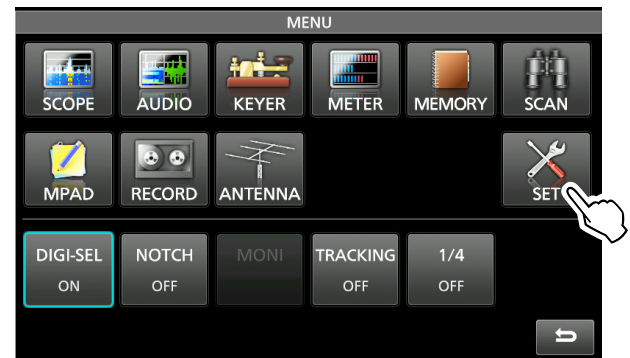 MENU
SCOPE AUDIO KEYER METER MEMORY SCAN
MPAD RECORD ANTENNA SET
DIGI-SEL NOTCH MONI TRACKING 1/4
ON OFF OFF OFF